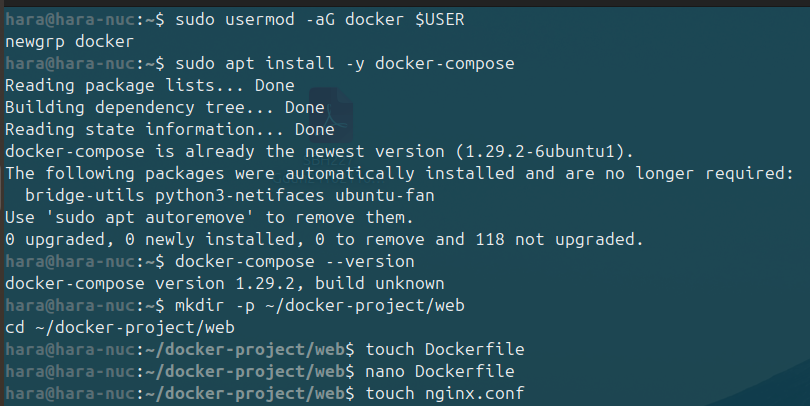 hara@hara-nuc:~$ sudo usermod -aG docker $USER
newgrp docker
hara@hara-nuc:~$ sudo apt install -y docker-compose
Reading package lists... Done
Building dependency tree... Done
Reading state information... Done
docker-compose is already the newest version (1.29.2-6ubuntu1).
The following packages were automatically installed and are no longer required:
  bridge-utils python3-netifaces ubuntu-fan
Use 'sudo apt autoremove' to remove them.
0 upgraded, 0 newly installed, 0 to remove and 118 not upgraded.
hara@hara-nuc:~$ docker-compose --version
docker-compose version 1.29.2, build unknown
hara@hara-nuc:~$ mkdir -p ~/docker-project/web
cd ~/docker-project/web
hara@hara-nuc:~/docker-project/web$ touch Dockerfile
hara@hara-nuc:~/docker-project/web$ nano Dockerfile
hara@hara-nuc:~/docker-project/web$ touch nginx.conf